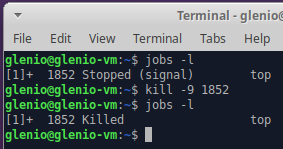 Terminal - glenio
File Edit View Terminal Tabs Help
glenio@glenio-vm:~$ jobs -l
[1]+ 1852 Stopped (signal) top
glenio@glenio-vm:~$ kill -9 1852
glenio@glenio-vm:~$ jobs -l
[1]+ 1852 Killed top
glenio@glenio-vm:~$